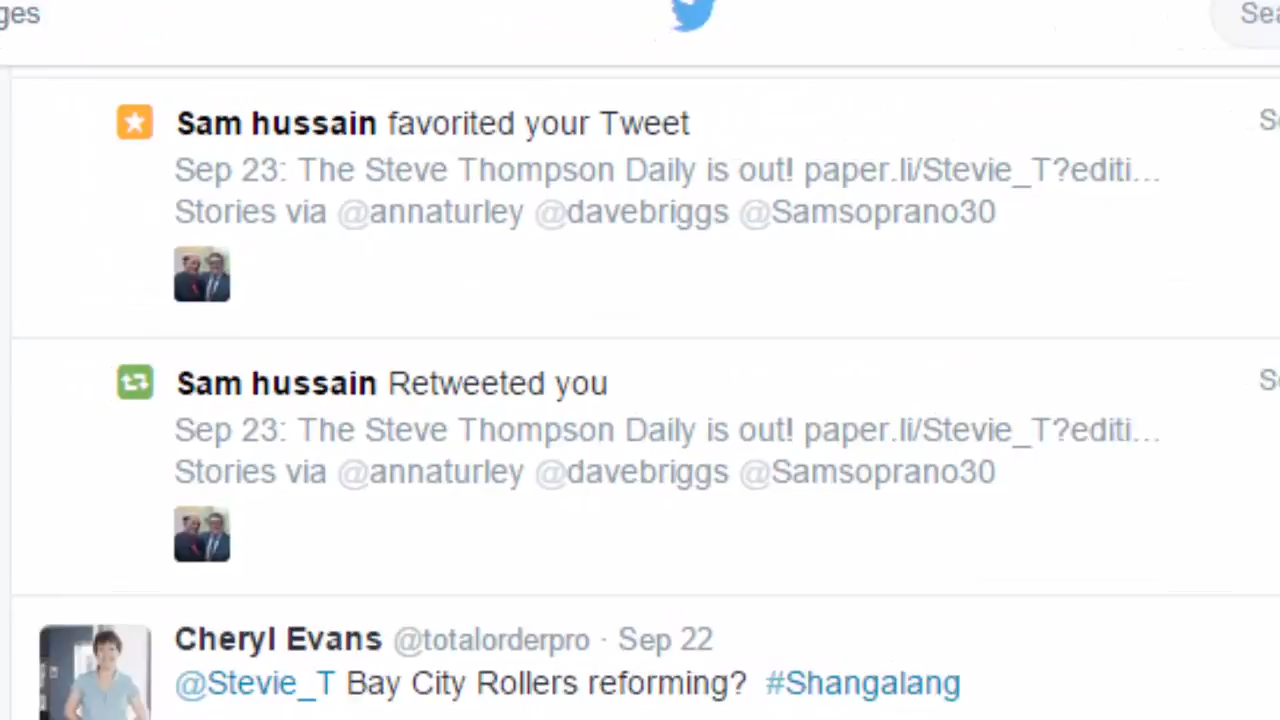 Sam hussain favorited your Tweet
Sep 23: The Steve Thompson Daily is out! paper.li/Stevie_T?editi...
Stories via @annaturley @davebriggs @Samsoprano30
Sam hussain Retweeted you
Sep 23: The Steve Thompson Daily is out! paper.li/Stevie_T?editi...
Stories via @annaturley @davebriggs @Samsoprano30
Cheryl Evans @totalorderpro · Sep 22
@Stevie_T Bay City Rollers reforming? #Shangalang